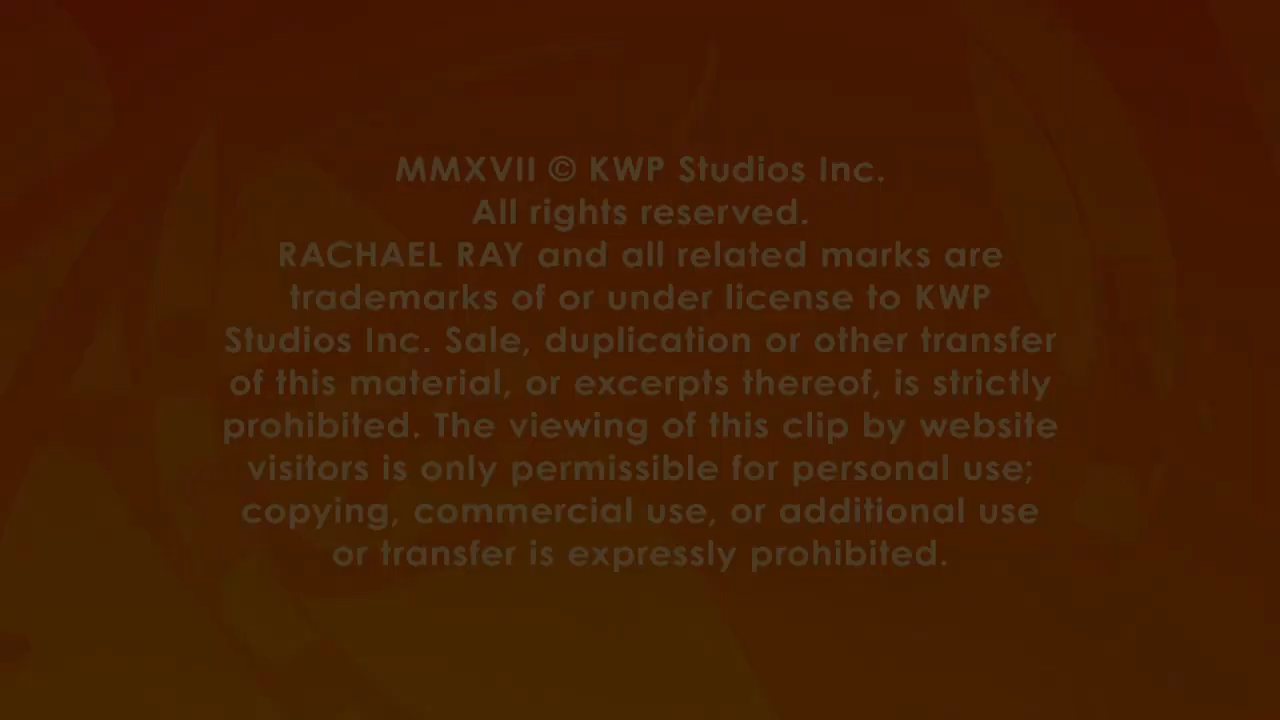 MMXVII © KWP Studios Inc.
All rights reserved.
RACHAEL RAY and all related marks are
trademarks of or under license to KWP
Studios Inc. Sale, duplication or other transfer
of this material, or excerpts thereof, is strictly
prohibited. The viewing of this clip by website
visitors is only permissible for personal use;
copying, commercial use, or additional use
or transfer is expressly prohibited.